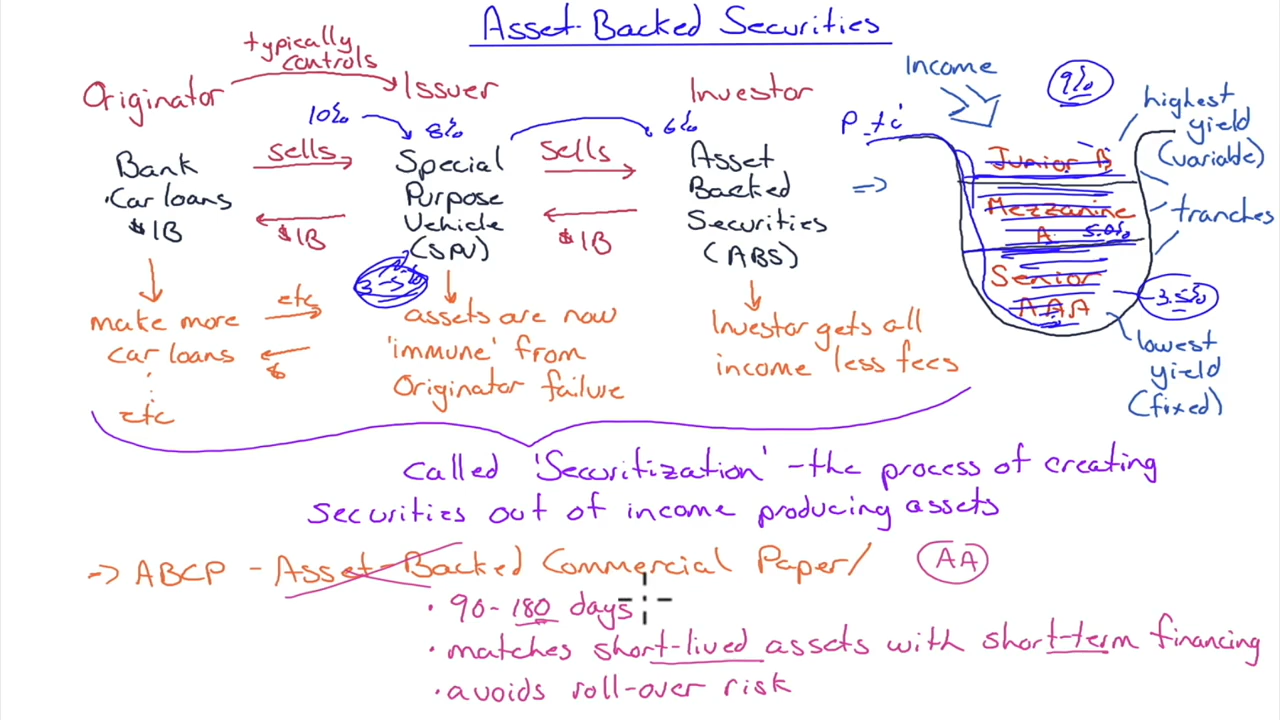 Asset-Backed Securities
typically
controls
Originator
Issuer
Investor
10%
8%
6%
Bank
Car loans
$1B
sells
$1B
Special
Purpose
Vehicle
(SPV)
3-5%
sells
$1B
Asset
Backed
Securities
(ABS)
make more
car loans
etc
etc
$
assets are now
'immune' from
Originator failure
Investor gets all
income less fees
Income
9%
P
Junior B
Mezzanine
A
5.0%
Senior
AAA
highest
yield
(variable)
tranches
3.5%
lowest
yield
(fixed)
called 'Securitization' - the process of creating
securities out of income producing assets
=> ABCP - Asset-Backed Commercial Paper/
AA
• 90-180 days
• matches short-lived assets with short-term financing
• avoids roll-over risk